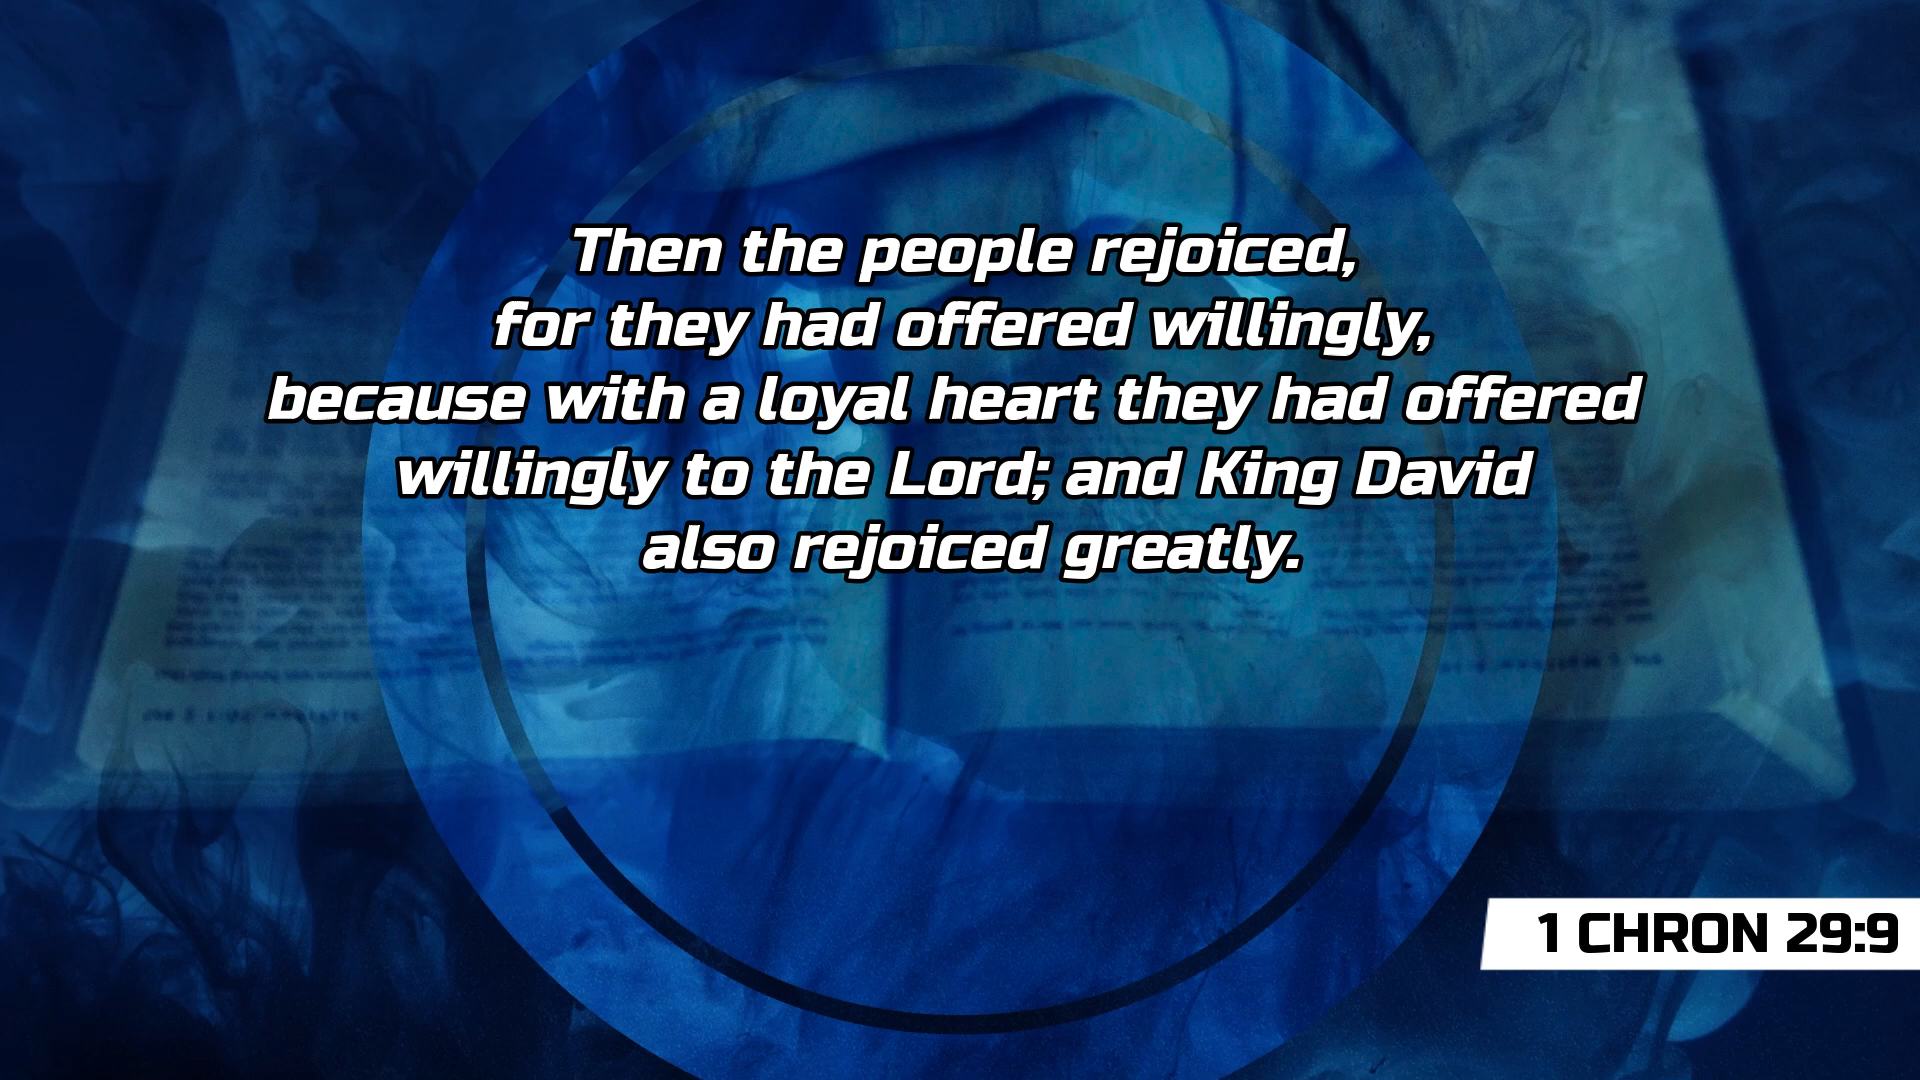 Then the people rejoiced,
for they had offered willingly,
because with a loyal heart they had offered
willingly to the Lord; and King David
also rejoiced greatly.
1 CHRON 29:9